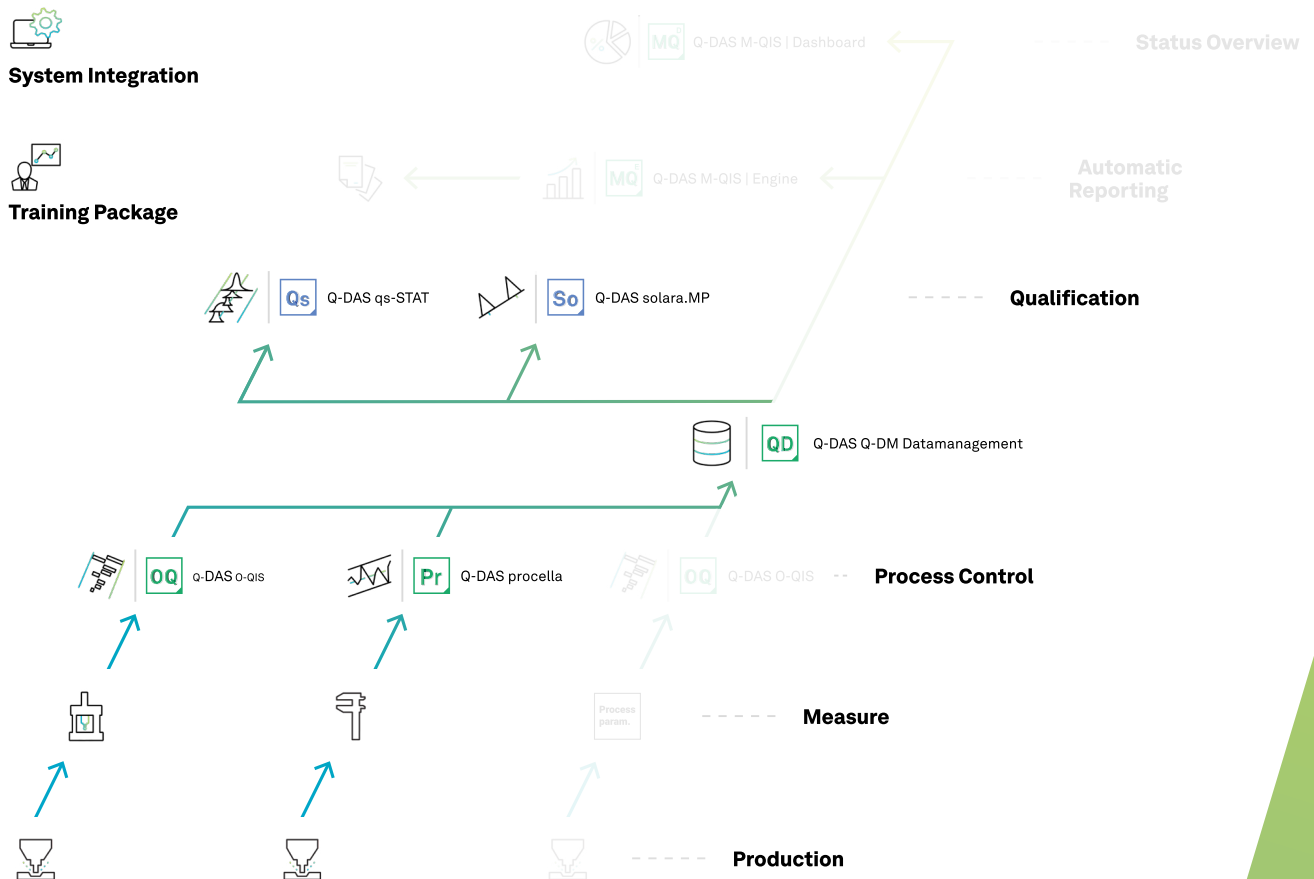 System Integration
MQ Q-DAS M-QIS | Dashboard
Status Overview
Training Package
MQ Q-DAS M-QIS | Engine
Automatic
Reporting
Qs Q-DAS qs-STAT
So Q-DAS solara.MP
Qualification
QD Q-DAS Q-DM Datamanagement
OQ Q-DAS O-QIS
Pr Q-DAS procella
OQ Q-DAS O-QIS
Process Control
Process
param.
Measure
Production